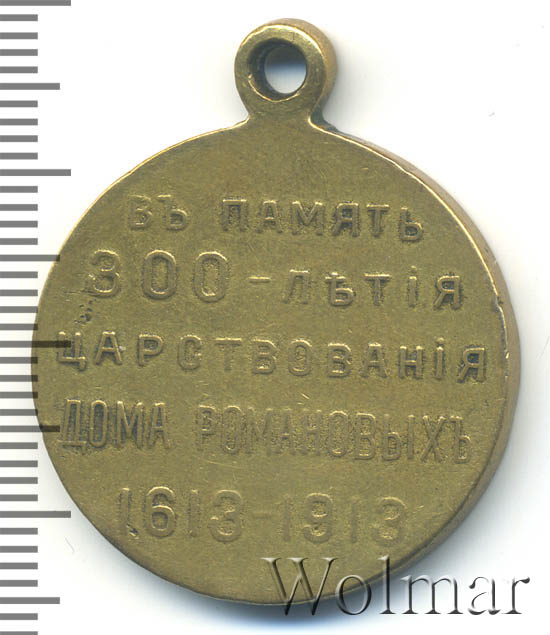 ВЪ ПАМЯТЬ
300-ЛѢТІЯ
ЦАРСТВОВАНІЯ
ДОМА РОМАНОВЫХЪ
1613-1913
Wolmar